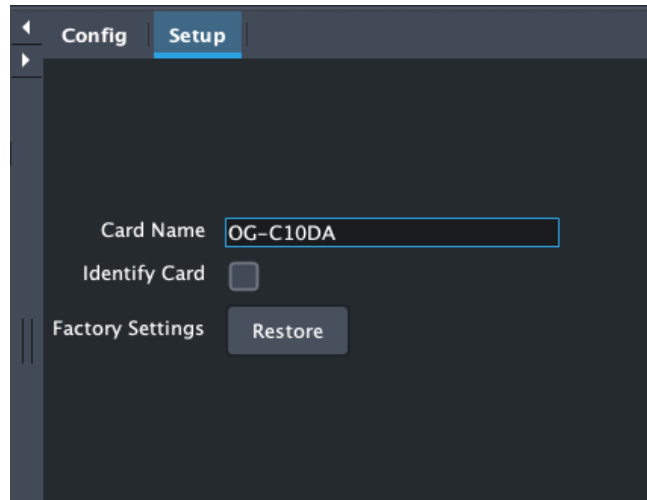 Config Setup
Card Name OG-C10DA
Identify Card
Factory Settings Restore